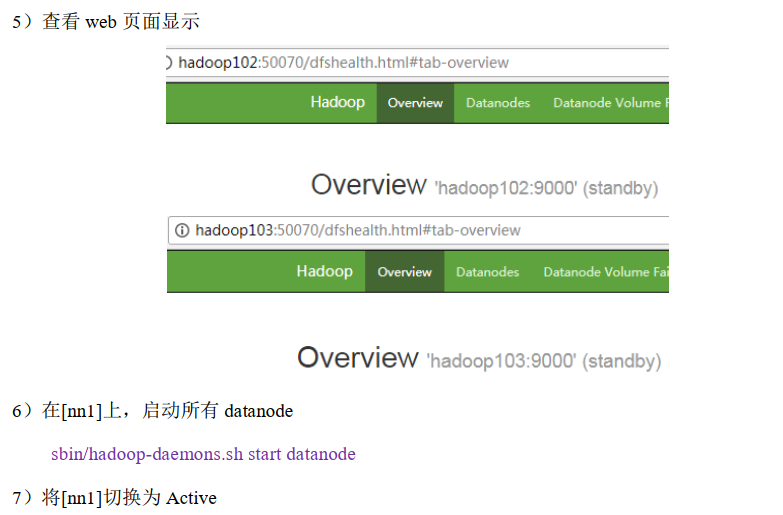 5）查看 web 页面显示
hadoop102:50070/dfshealth.html#tab-overview
Hadoop Overview Datanodes Datanode Volume F
Overview 'hadoop102:9000' (standby)
hadoop103:50070/dfshealth.html#tab-overview
Hadoop Overview Datanodes Datanode Volume Fai
Overview 'hadoop103:9000' (standby)
6）在[nn1]上，启动所有 datanode
sbin/hadoop-daemons.sh start datanode
7）将[nn1]切换为 Active